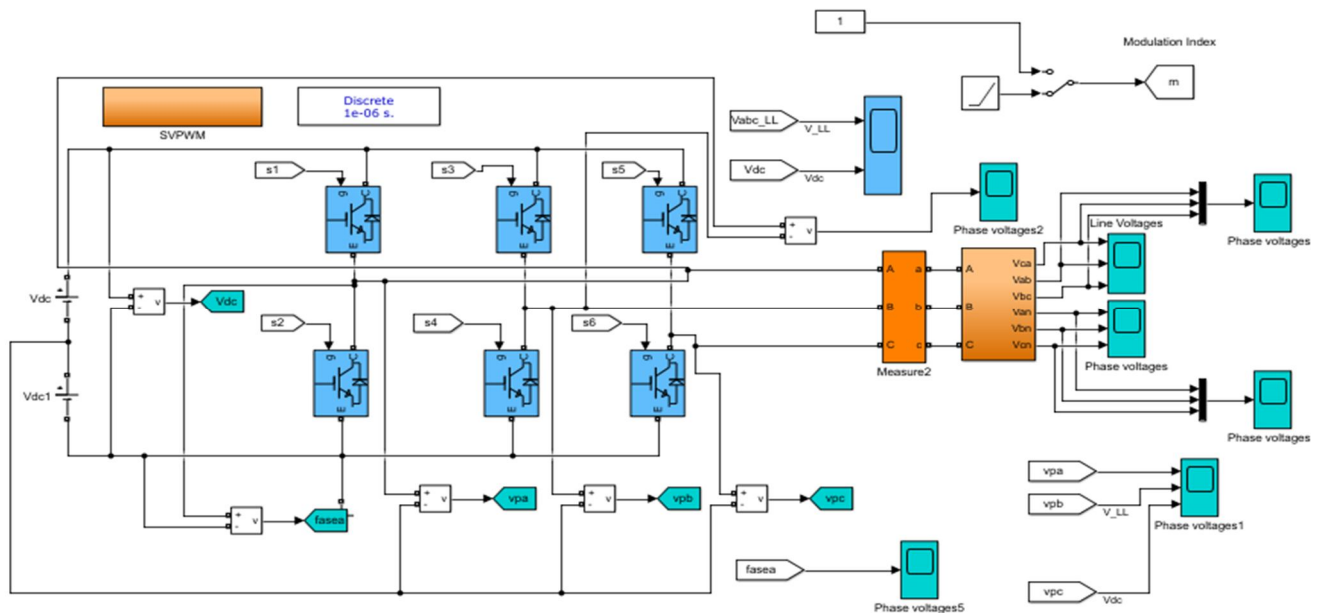 1
Modulation Index
m
SVPWM
Discrete
1e-06 s.
Vabc_LL
V_LL
Vdc
Vdc
s1
s3
s5
g
C
E
g
C
E
g
C
E
+
-
v
Phase voltages2
Line Voltages
Phase voltages
A
B
C
a
b
c
Measure2
A
B
C
Vca
Vab
Vbc
Van
Vbn
Vcn
Phase voltages
Phase voltages
Vdc
+
Vdc1
+
+
-
v
Vdc
s2
s4
s6
g
C
E
g
C
E
g
C
E
+
-
v
fasea
+
-
v
vpa
+
-
v
vpb
+
-
v
vpc
vpa
vpb
V_LL
vpc
Vdc
Phase voltages1
fasea
Phase voltages5